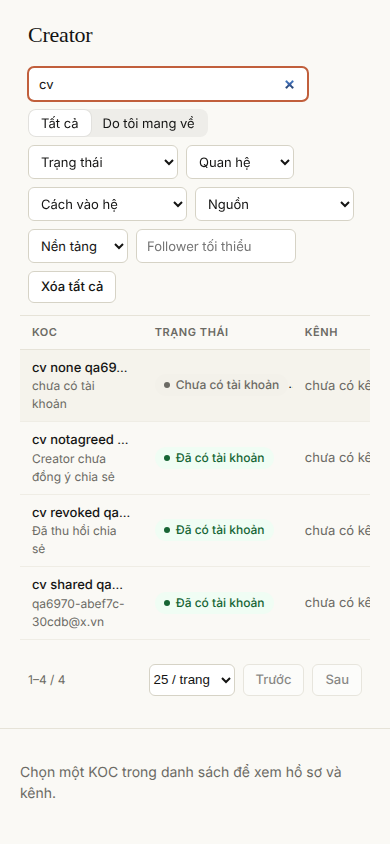 Creator
cv
Tất cả Do tôi mang về
Trạng thái Quan hệ
Cách vào hệ Nguồn
Nền tảng Follower tối thiểu
Xóa tất cả
KOC TRẠNG THÁI KÊNH
cv none qa69...
chưa có tài
khoản
Chưa có tài khoản . chưa có kê
cv notagreed ...
Creator chưa
đồng ý chia sẻ
Đã có tài khoản chưa có kê
cv revoked qa...
Đã thu hồi chia
sẻ
Đã có tài khoản chưa có kê
cv shared qa...
qa6970-abef7c-
30cdb@x.vn
Đã có tài khoản chưa có kê
1–4 / 4 25 / trang Trước Sau
Chọn một KOC trong danh sách để xem hồ sơ và
kênh.